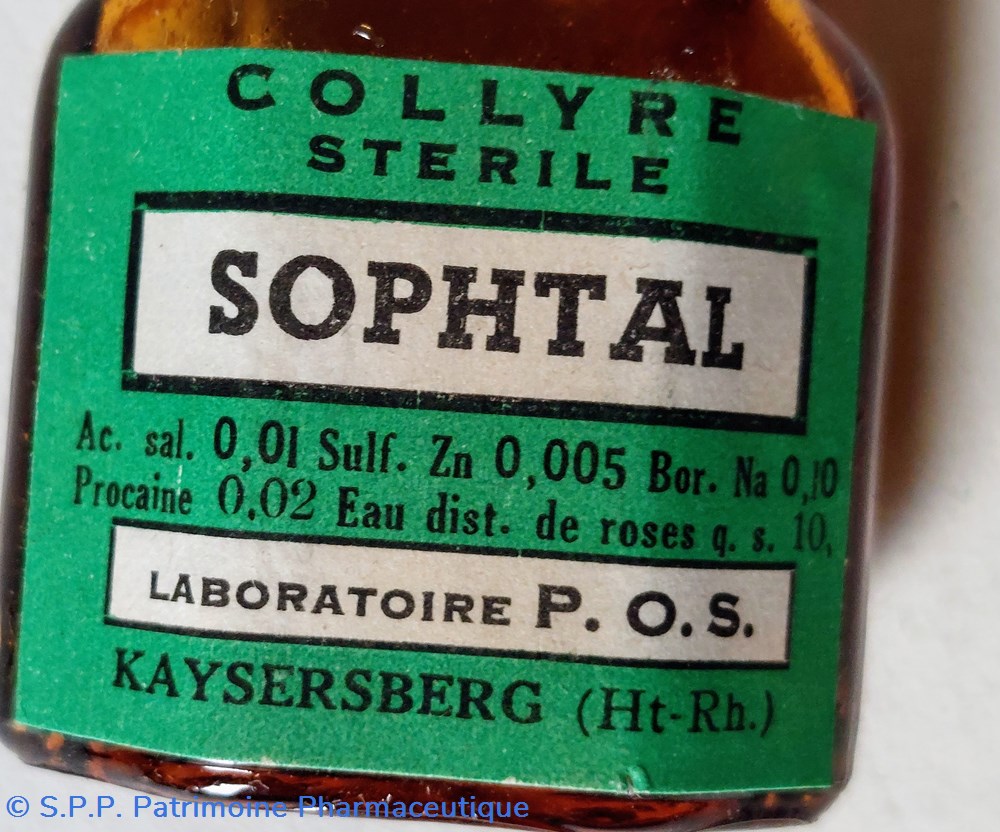 COLLYRE
STERILE
SOPHTAL
Ac. sal. 0,01 Sulf. Zn 0,005 Bor. Na 0,10
Procaine 0.02 Eau dist. de roses q. s. 10,
LABORATOIRE P. O. S.
KAYSERSBERG (Ht-Rh.)
© S.P.P. Patrimoine Pharmaceutique